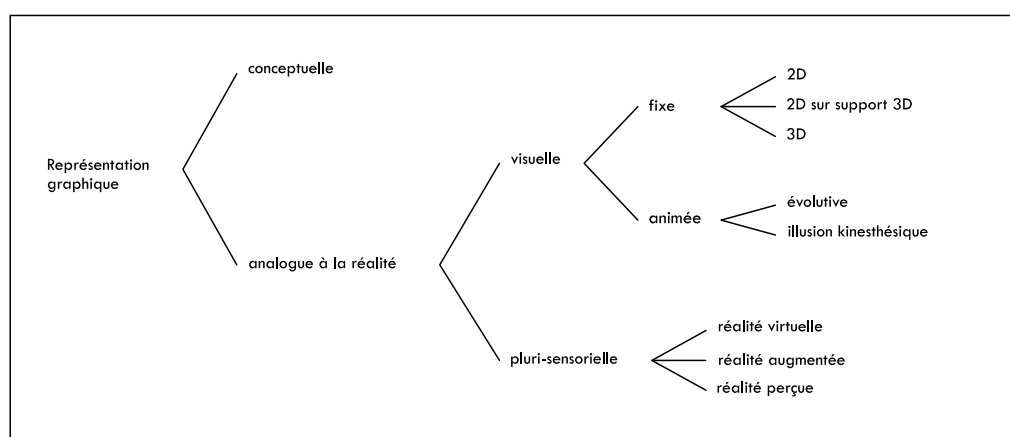 conceptuelle
2D
fixe
2D sur support 3D
3D
Représentation
graphique
visuelle
animée
évolutive
illusion kinesthésique
analogue à la réalité
pluri-sensorielle
réalité virtuelle
réalité augmentée
réalité perçue